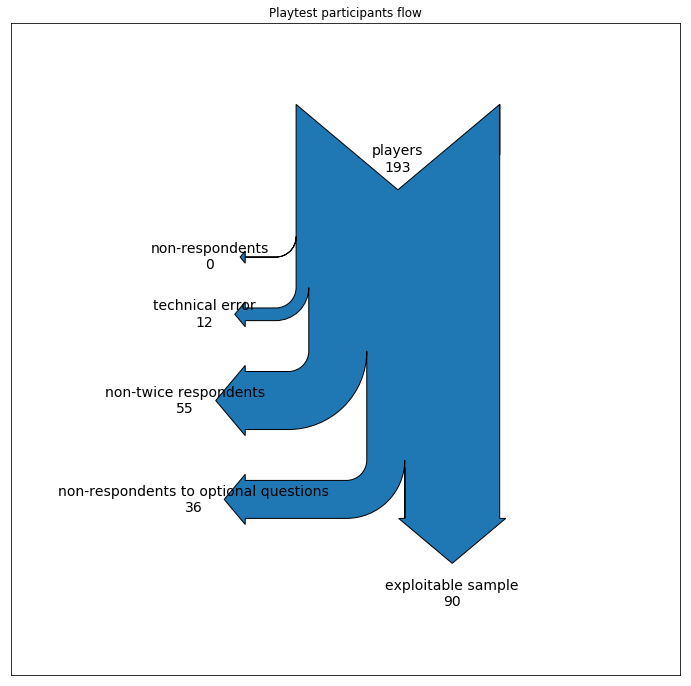 Playtest participants flow
players
193
non-respondents
0
technical error
12
non-twice respondents
55
non-respondents to optional questions
36
exploitable sample
90